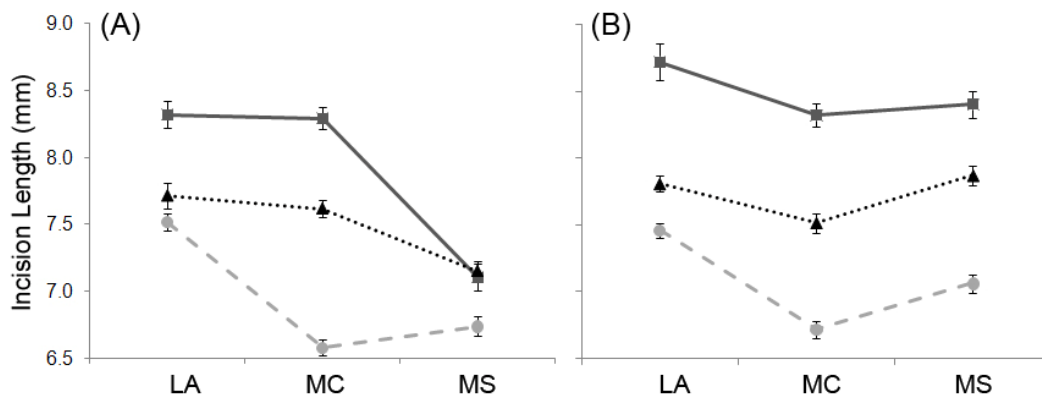 (A)
(B)
Incision Length (mm)
9.0
8.5
8.0
7.5
7.0
6.5
LA MC MS
LA MC MS